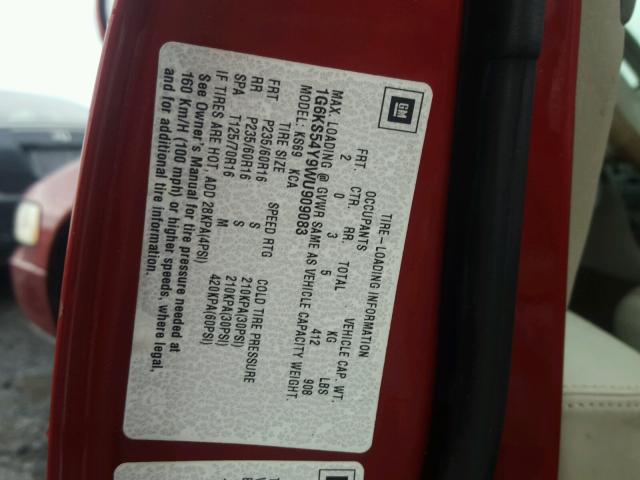 GM
TIRE-LOADING INFORMATION
OCCUPANTS VEHICLE CAP. WT.
FRT. CTR. RR. TOTAL KG LBS
2 0 3 5 412 908
MAX. LOADING @ GVWR SAME AS VEHICLE CAPACITY WEIGHT.
1G6KS54Y9WU909083
MODEL: KS69 KCA
TIRE SIZE SPEED RTG COLD TIRE PRESSURE
FRT P235/60R16 S 210KPA(30PSI)
RR P235/60R16 S 210KPA(30PSI)
SPA T125/70R16 M 420KPA(60PSI)
IF TIRES ARE HOT, ADD 28KPA(4PSI)
See Owner's Manual for tire pressure needed at
160 Km/H (100 mph) or higher speeds, where legal,
and for additional tire information.